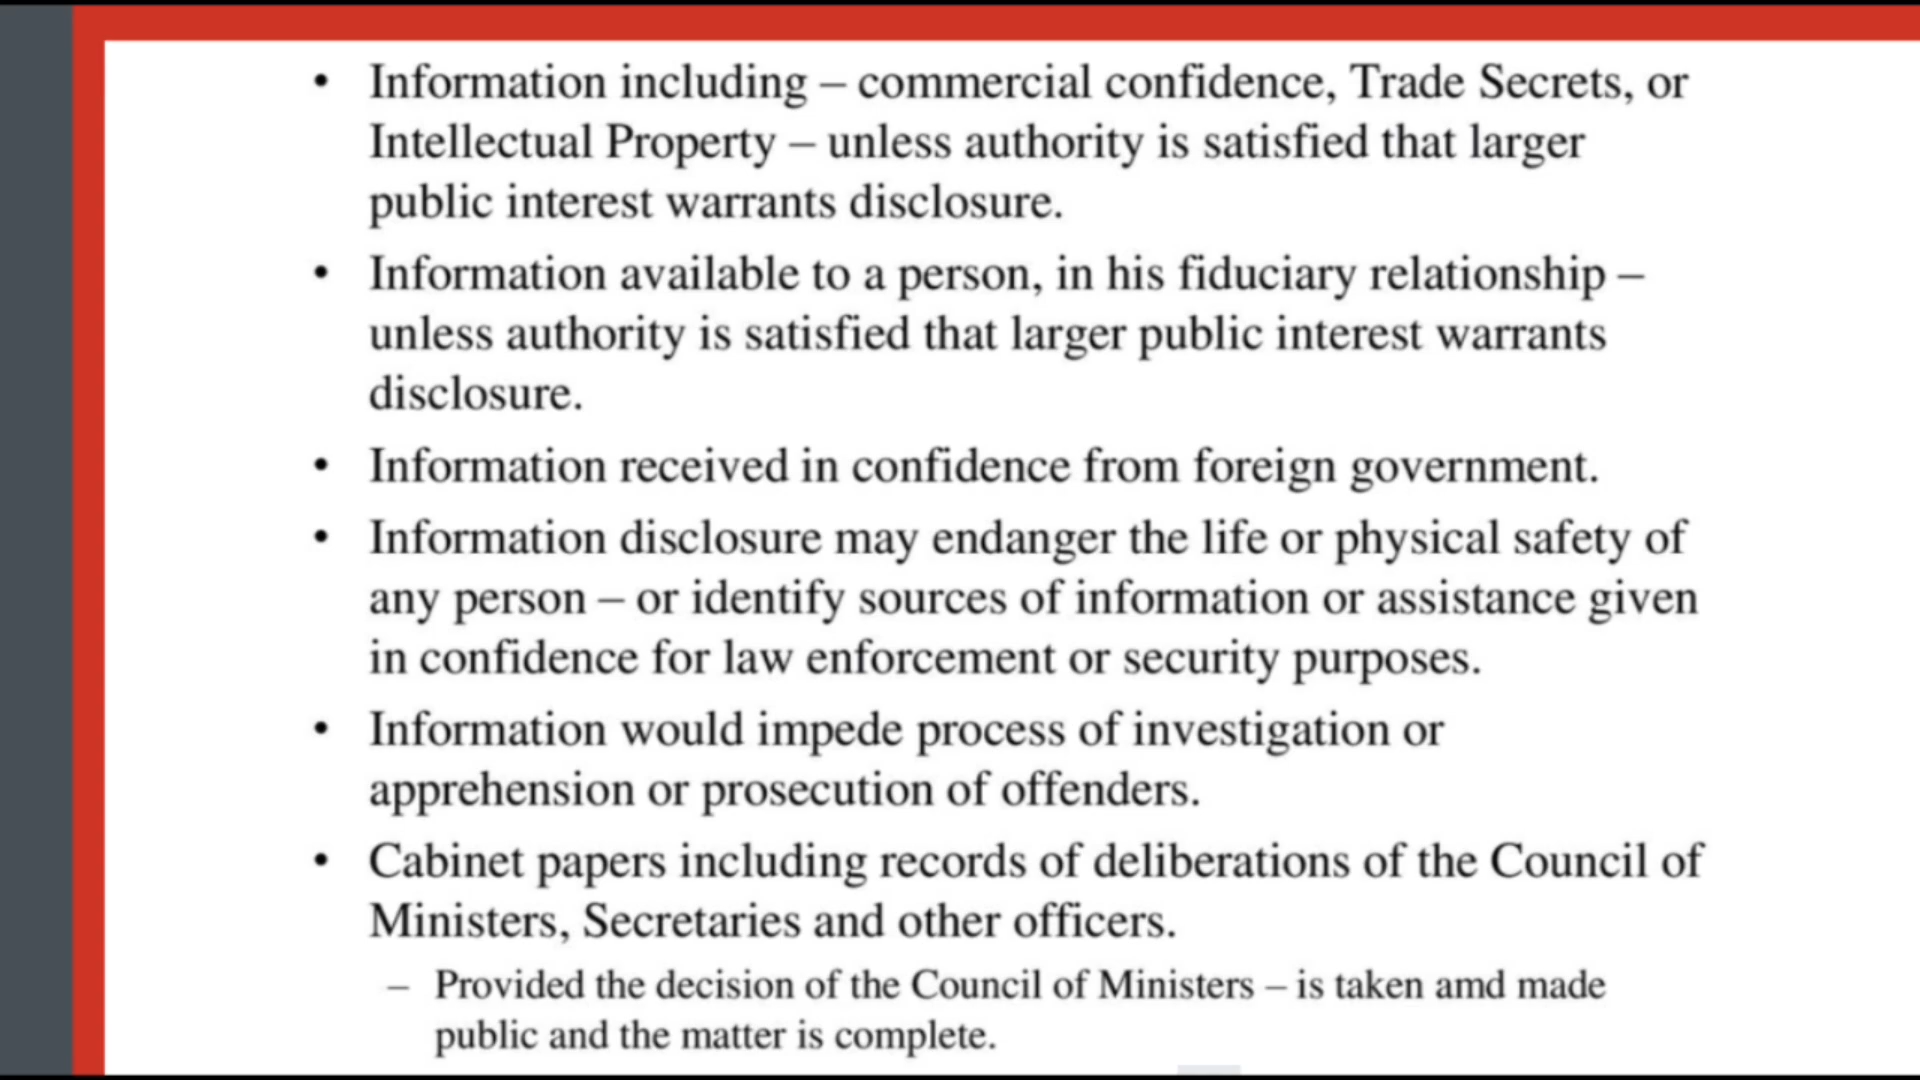 • Information including – commercial confidence, Trade Secrets, or
Intellectual Property – unless authority is satisfied that larger
public interest warrants disclosure.
• Information available to a person, in his fiduciary relationship –
unless authority is satisfied that larger public interest warrants
disclosure.
• Information received in confidence from foreign government.
• Information disclosure may endanger the life or physical safety of
any person – or identify sources of information or assistance given
in confidence for law enforcement or security purposes.
• Information would impede process of investigation or
apprehension or prosecution of offenders.
• Cabinet papers including records of deliberations of the Council of
Ministers, Secretaries and other officers.
– Provided the decision of the Council of Ministers – is taken amd made
public and the matter is complete.